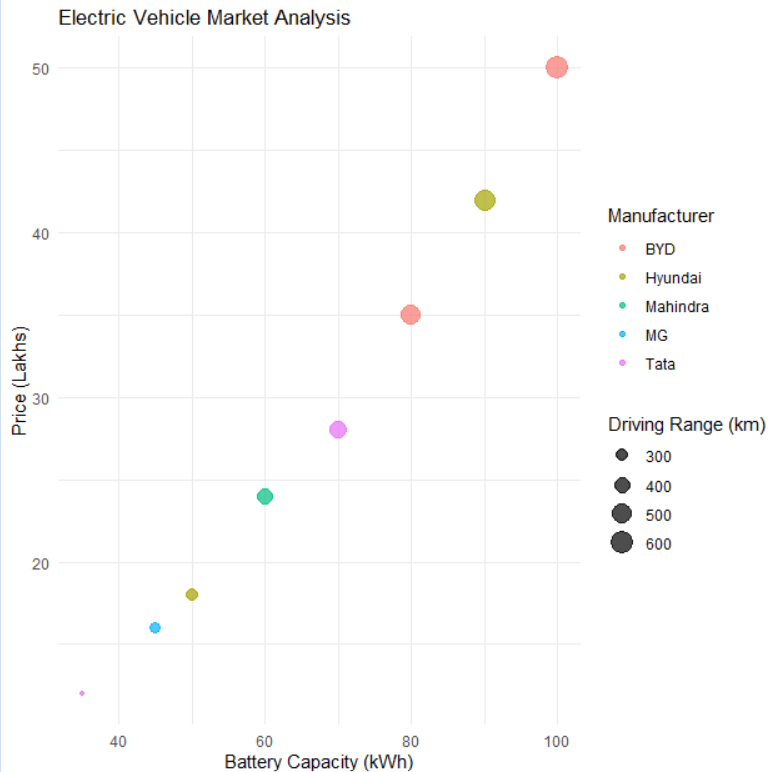 Electric Vehicle Market Analysis
50
40
30
20
Price (Lakhs)
40 60 80 100
Battery Capacity (kWh)
Manufacturer
BYD
Hyundai
Mahindra
MG
Tata
Driving Range (km)
300
400
500
600